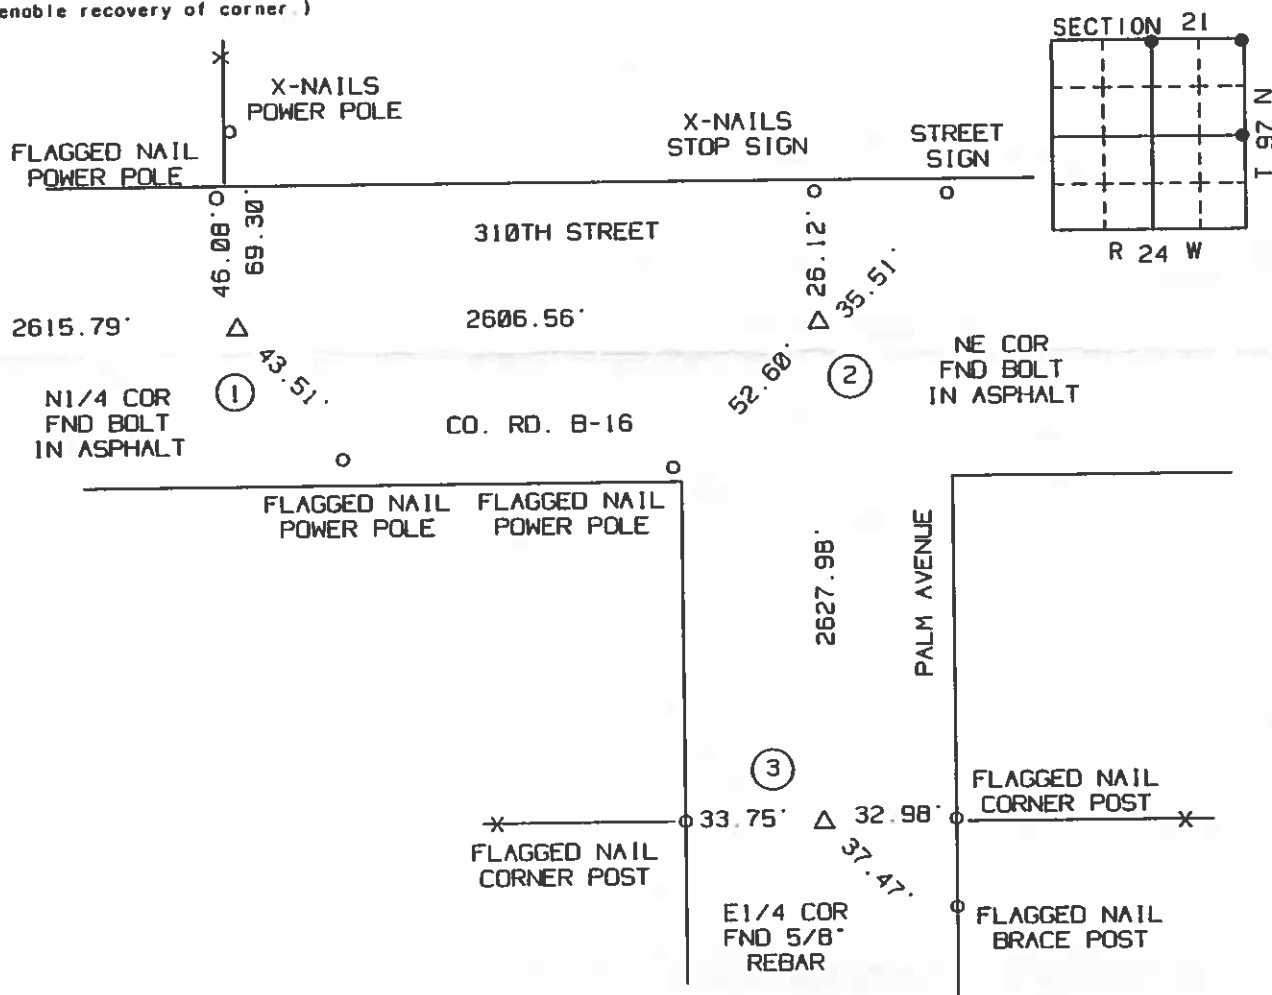 enable recovery of corner.)
SECTION 21
X-NAILS
POWER POLE
X-NAILS
STOP SIGN
STREET
SIGN
FLAGGED NAIL
POWER POLE
T 76 N
R 24 W
46.08'
69.30'
310TH STREET
26.12'
35.51'
2615.79'
2606.56'
43.51'
52.60'
NE COR
FND BOLT
IN ASPHALT
1
2
N1/4 COR
FND BOLT
IN ASPHALT
CO. RD. B-16
FLAGGED NAIL
POWER POLE
FLAGGED NAIL
POWER POLE
2627.98'
PALM AVENUE
3
33.75'
32.98'
FLAGGED NAIL
CORNER POST
FLAGGED NAIL
CORNER POST
37.47'
E1/4 COR
FND 5/8"
REBAR
FLAGGED NAIL
BRACE POST